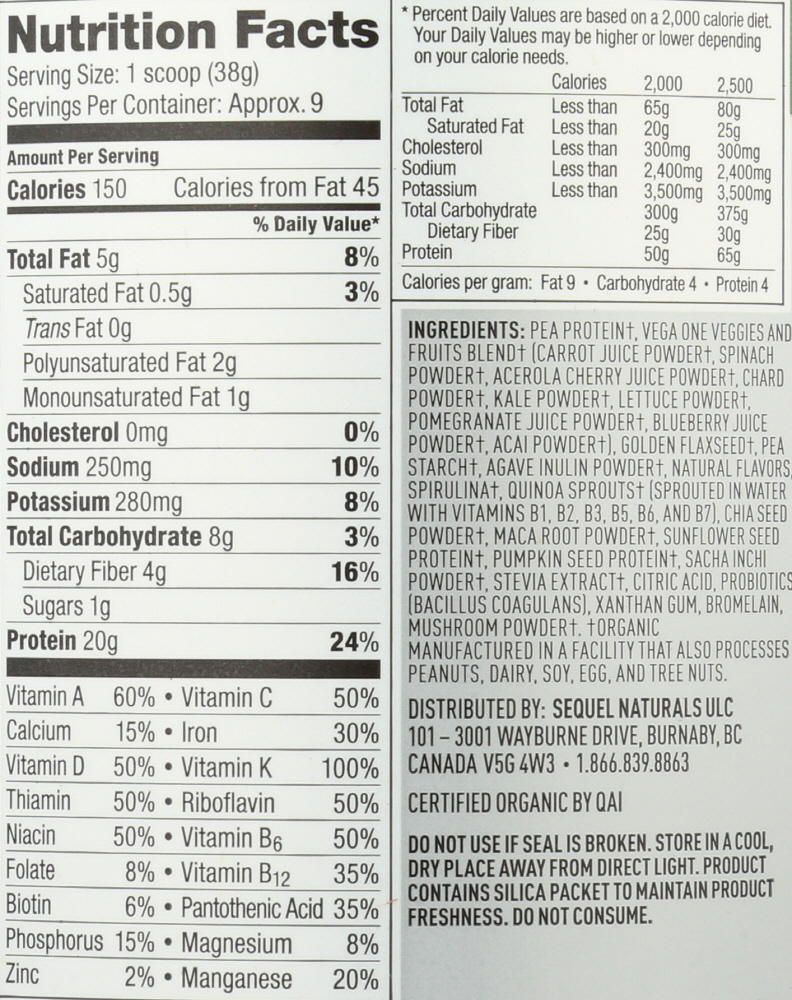 Nutrition Facts
Serving Size: 1 scoop (38g)
Servings Per Container: Approx. 9
Amount Per Serving
Calories 150 Calories from Fat 45
% Daily Value*
Total Fat 5g 8%
Saturated Fat 0.5g 3%
Trans Fat 0g
Polyunsaturated Fat 2g
Monounsaturated Fat 1g
Cholesterol 0mg 0%
Sodium 250mg 10%
Potassium 280mg 8%
Total Carbohydrate 8g 3%
Dietary Fiber 4g 16%
Sugars 1g
Protein 20g 24%
Vitamin A 60% • Vitamin C 50%
Calcium 15% • Iron 30%
Vitamin D 50% • Vitamin K 100%
Thiamin 50% • Riboflavin 50%
Niacin 50% • Vitamin B6 50%
Folate 8% • Vitamin B12 35%
Biotin 6% • Pantothenic Acid 35%
Phosphorus 15% • Magnesium 8%
Zinc 2% • Manganese 20%
* Percent Daily Values are based on a 2,000 calorie diet.
Your Daily Values may be higher or lower depending
on your calorie needs.
Calories 2,000 2,500
Total Fat Less than 65g 80g
Saturated Fat Less than 20g 25g
Cholesterol Less than 300mg 300mg
Sodium Less than 2,400mg 2,400mg
Potassium Less than 3,500mg 3,500mg
Total Carbohydrate 300g 375g
Dietary Fiber 25g 30g
Protein 50g 65g
Calories per gram: Fat 9 • Carbohydrate 4 • Protein 4
INGREDIENTS: PEA PROTEIN†, VEGA ONE VEGGIES AND
FRUITS BLEND† (CARROT JUICE POWDER†, SPINACH
POWDER†, ACEROLA CHERRY JUICE POWDER†, CHARD
POWDER†, KALE POWDER†, LETTUCE POWDER†,
POMEGRANATE JUICE POWDER†, BLUEBERRY JUICE
POWDER†, ACAI POWDER†), GOLDEN FLAXSEED†, PEA
STARCH†, AGAVE INULIN POWDER†, NATURAL FLAVORS,
SPIRULINA†, QUINOA SPROUTS† (SPROUTED IN WATER
WITH VITAMINS B1, B2, B3, B5, B6, AND B7), CHIA SEED
POWDER†, MACA ROOT POWDER†, SUNFLOWER SEED
PROTEIN†, PUMPKIN SEED PROTEIN†, SACHA INCHI
POWDER†, STEVIA EXTRACT†, CITRIC ACID, PROBIOTICS
(BACILLUS COAGULANS), XANTHAN GUM, BROMELAIN,
MUSHROOM POWDER†. †ORGANIC
MANUFACTURED IN A FACILITY THAT ALSO PROCESSES
PEANUTS, DAIRY, SOY, EGG, AND TREE NUTS.
DISTRIBUTED BY: SEQUEL NATURALS ULC
101 – 3001 WAYBURNE DRIVE, BURNABY, BC
CANADA V5G 4W3 • 1.866.839.8863
CERTIFIED ORGANIC BY QAI
DO NOT USE IF SEAL IS BROKEN. STORE IN A COOL,
DRY PLACE AWAY FROM DIRECT LIGHT. PRODUCT
CONTAINS SILICA PACKET TO MAINTAIN PRODUCT
FRESHNESS. DO NOT CONSUME.